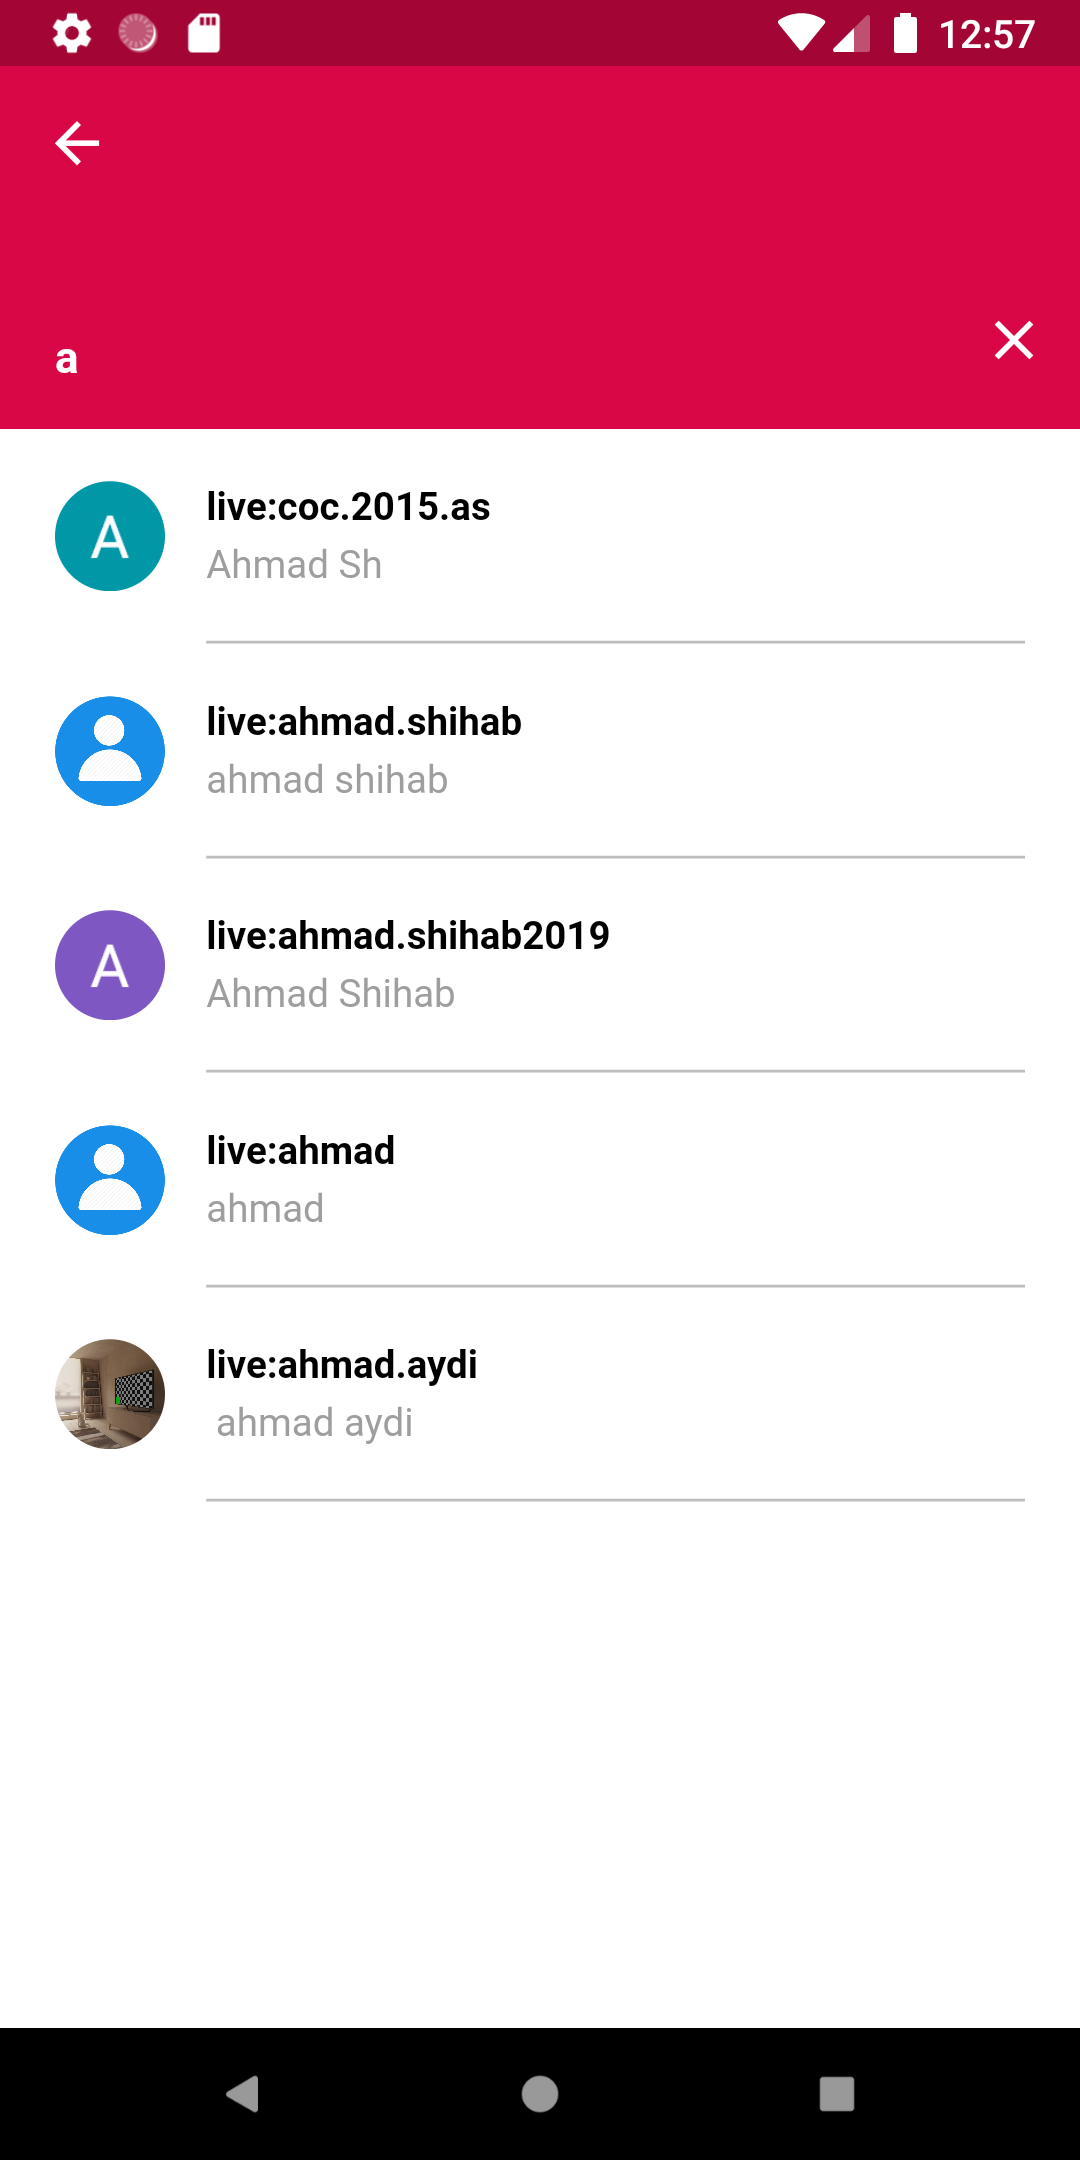 12:57
a
A
live:coc.2015.as
Ahmad Sh
live:ahmad.shihab
ahmad shihab
A
live:ahmad.shihab2019
Ahmad Shihab
live:ahmad
ahmad
live:ahmad.aydi
ahmad aydi